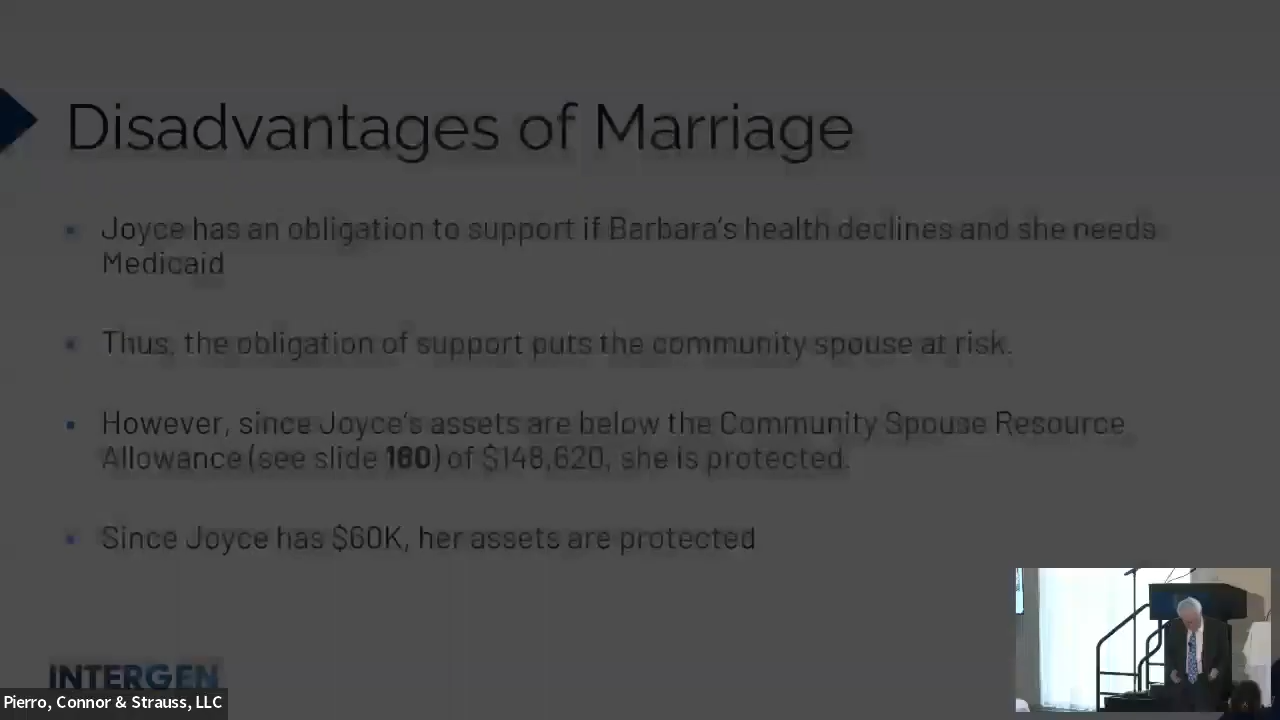 Disadvantages of Marriage
Joyce has an obligation to support if Barbara's health declines and she needs
Medicaid
Thus, the obligation of support puts the community spouse at risk.
However, since Joyce's assets are below the Community Spouse Resource
Allowance (see slide 160) of $148,620, she is protected.
Since Joyce has $60K, her assets are protected
INTERGEN
Pierro, Connor & Strauss, LLC